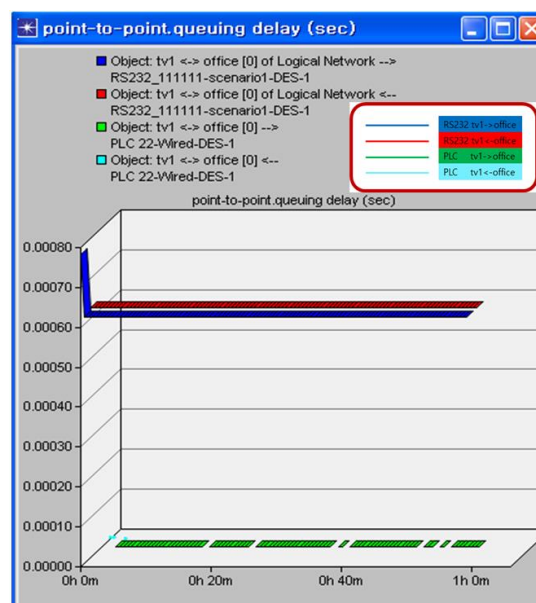 point-to-point.queuing delay (sec)
Object: tv1 <-> office [0] of Logical Network -->
RS232_111111-scenario1-DES-1
Object: tv1 <-> office [0] of Logical Network <--
RS232_111111-scenario1-DES-1
Object: tv1 <-> office [0] -->
PLC 22-Wired-DES-1
Object: tv1 <-> office [0] <--
PLC 22-Wired-DES-1
RS232 tv1->office
RS232 tv1<-office
PLC tv1->office
PLC tv1<-office
point-to-point.queuing delay (sec)
0.00080
0.00070
0.00060
0.00050
0.00040
0.00030
0.00020
0.00010
0.00000
0h 0m 0h 20m 0h 40m 1h 0m